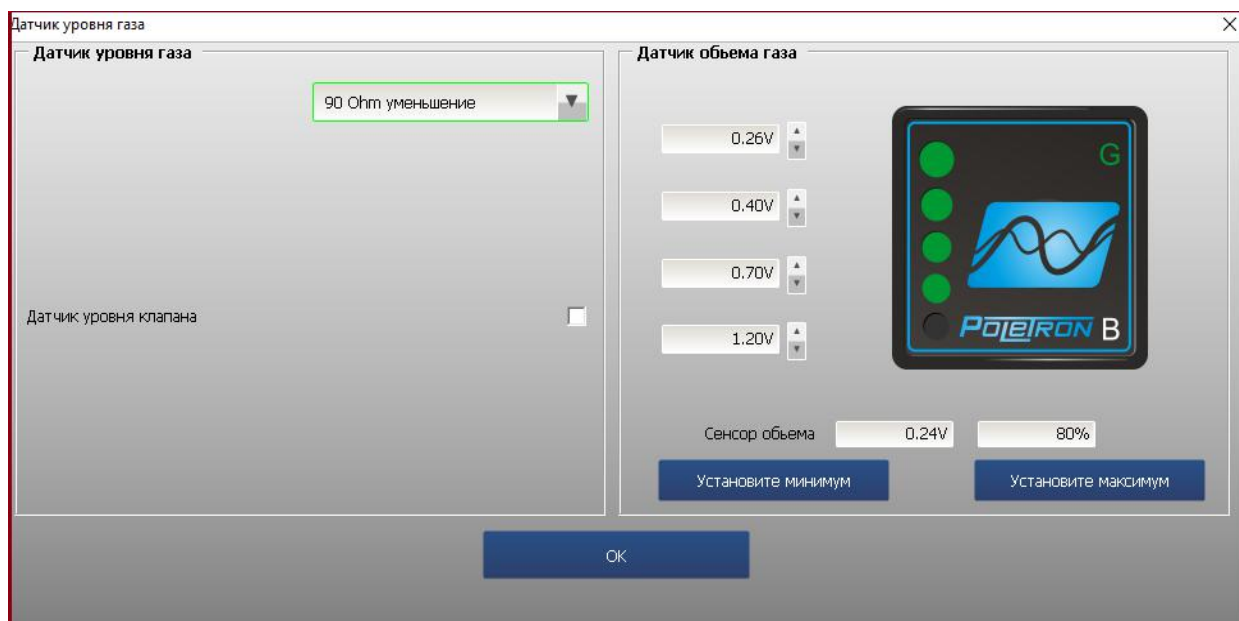 Датчик уровня газа
Датчик уровня газа
90 Ohm уменьшение
Датчик уровня клапана
Датчик обьема газа
0.26V
0.40V
0.70V
1.20V
G
POLETRON B
Сенсор обьема 0.24V 80%
Установите минимум Установите максимум
OK